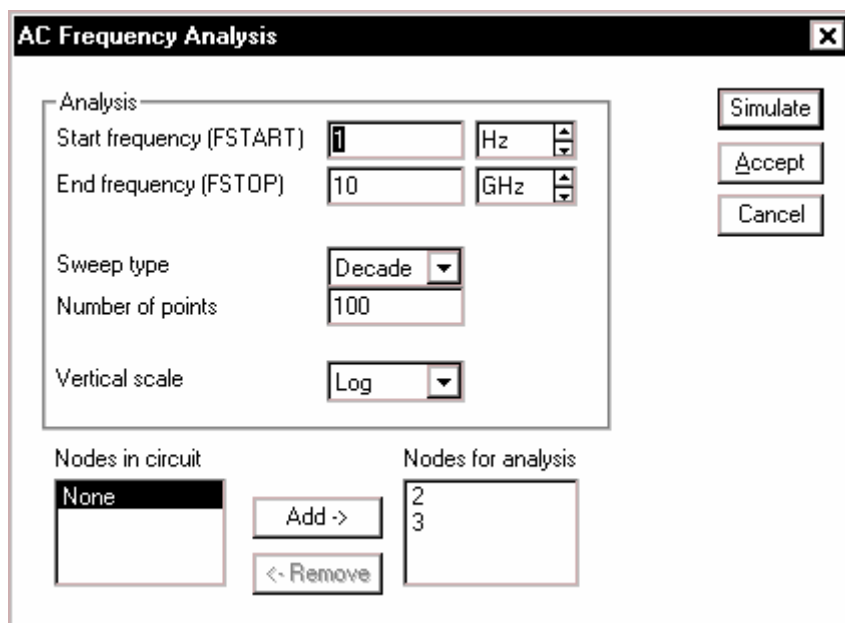 AC Frequency Analysis
Analysis
Start frequency (FSTART) 1 Hz
End frequency (FSTOP) 10 GHz
Sweep type Decade
Number of points 100
Vertical scale Log
Simulate
Accept
Cancel
Nodes in circuit
None
Add ->
<- Remove
Nodes for analysis
2
3